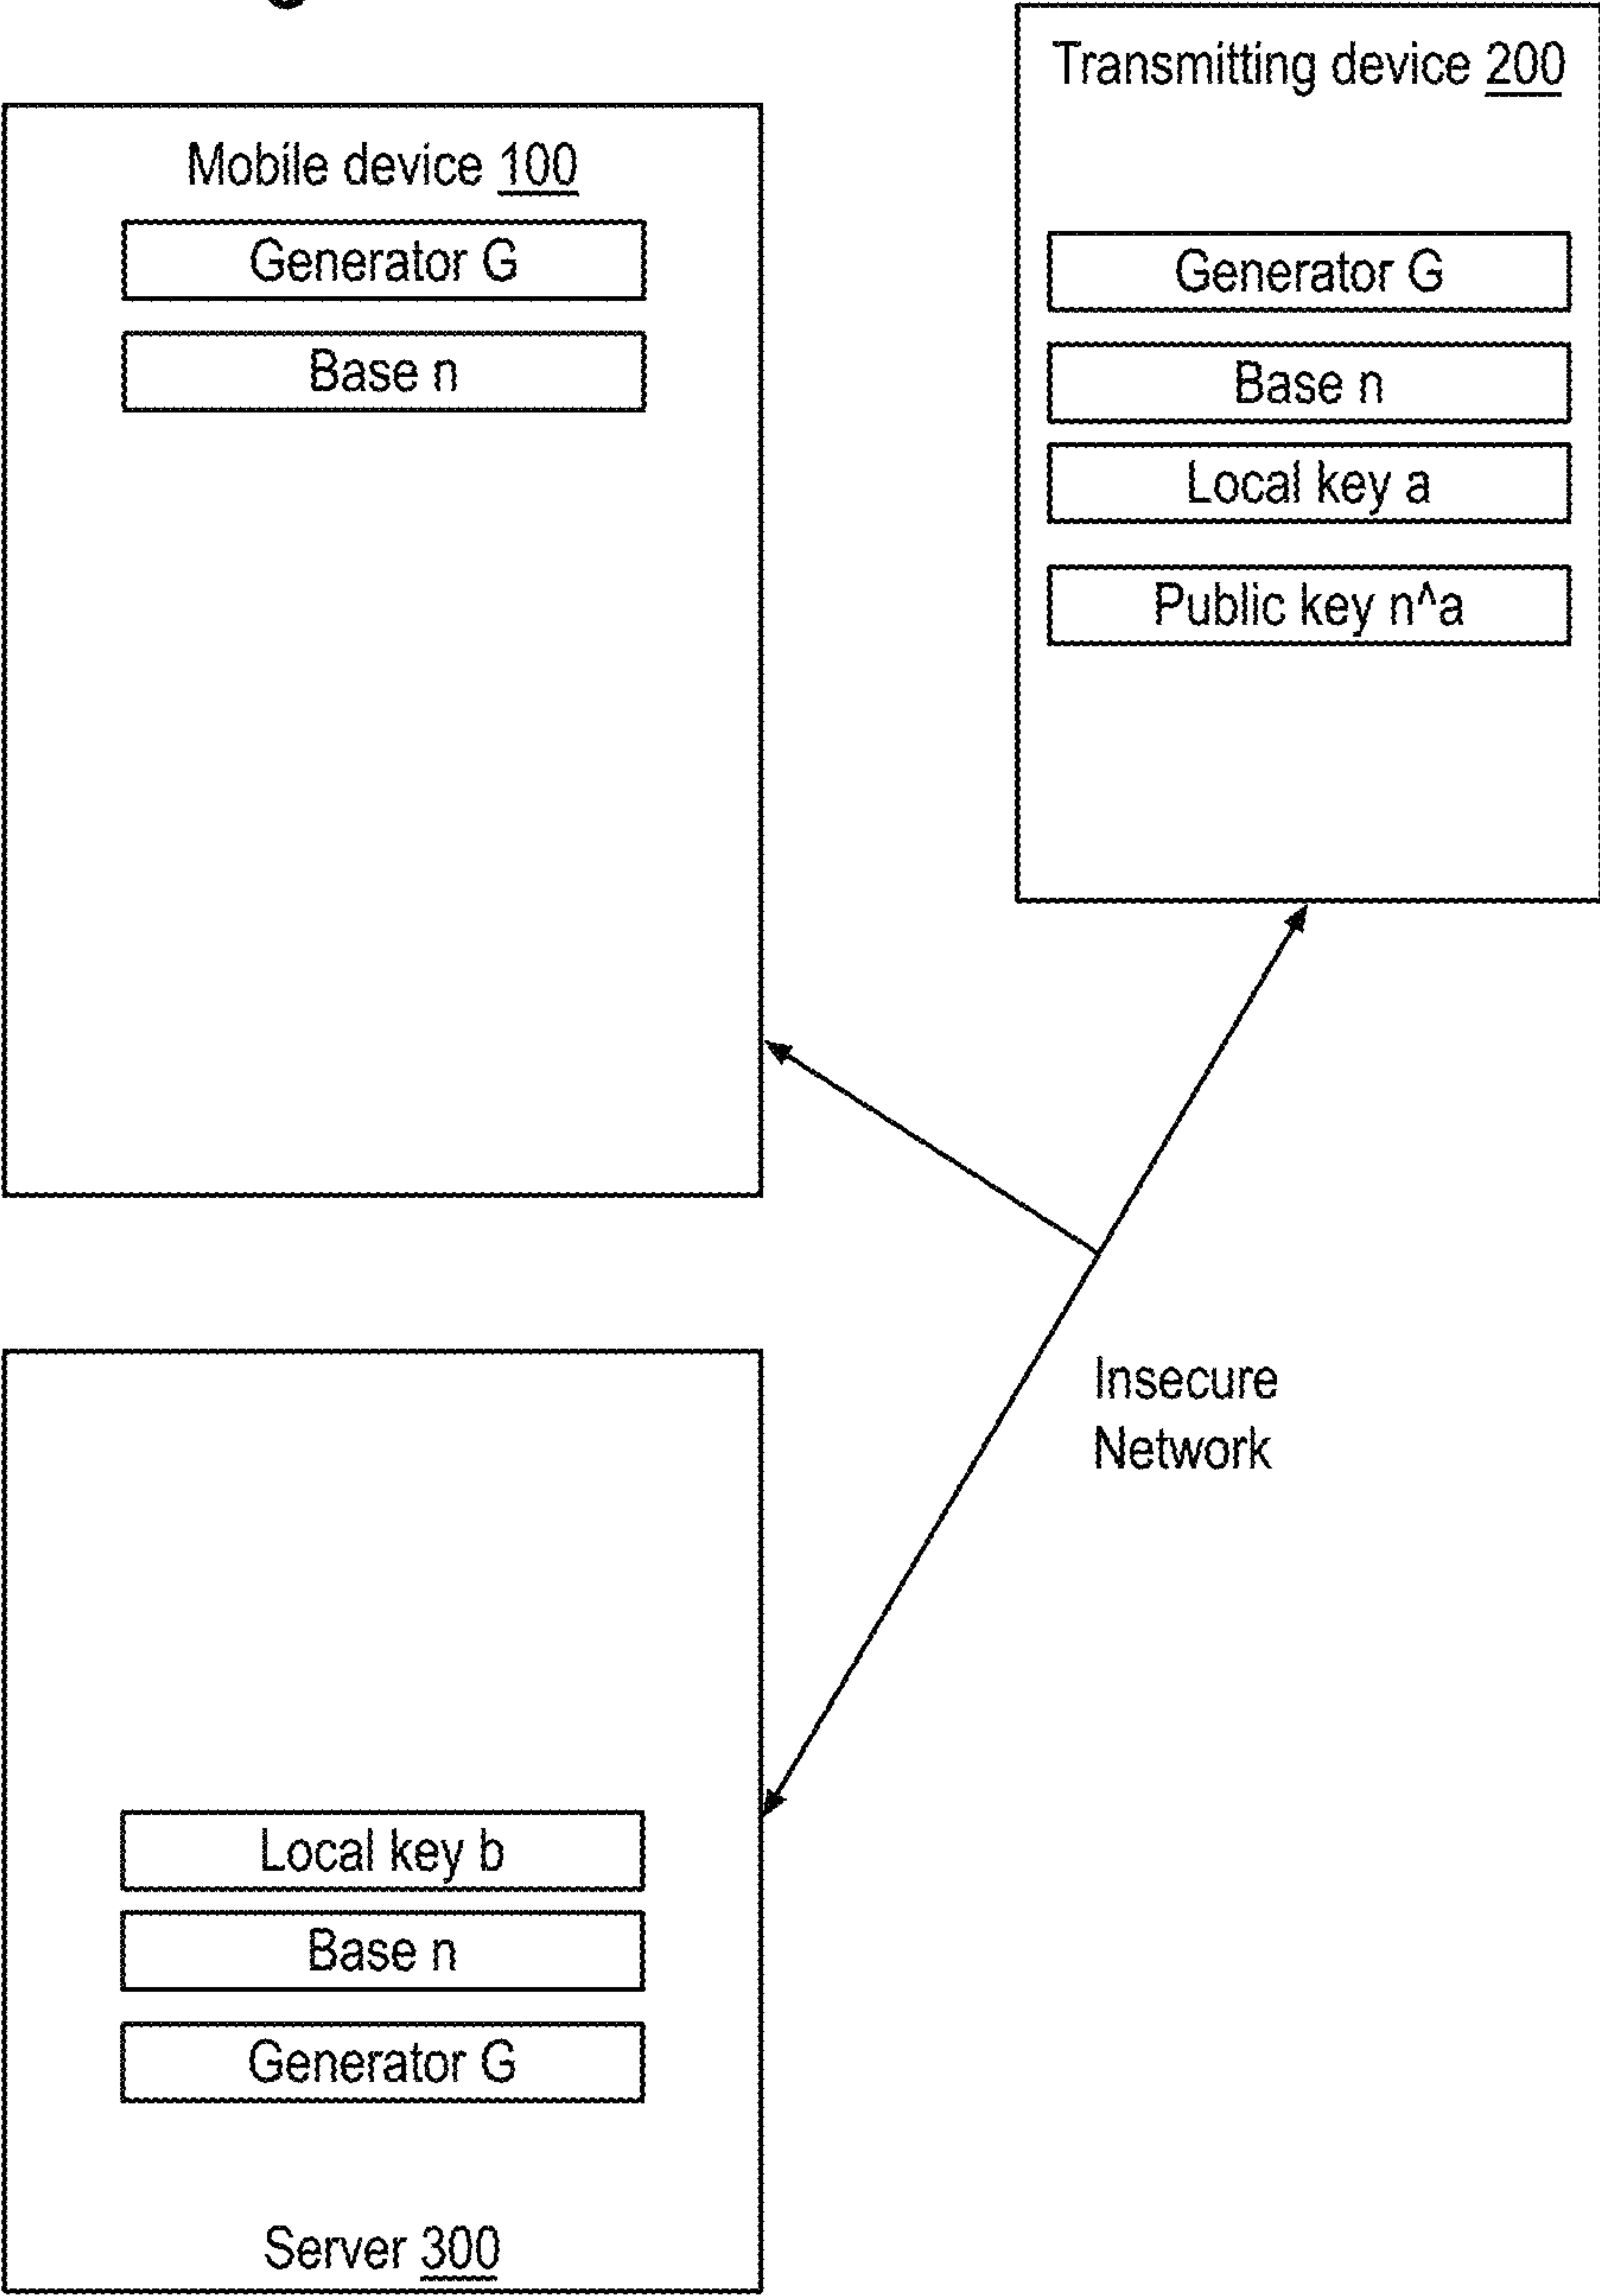 Mobile device 100
Generator G
Base n
Transmitting device 200
Generator G
Base n
Local key a
Public key n^a
Insecure
Network
Local key b
Base n
Generator G
Server 300